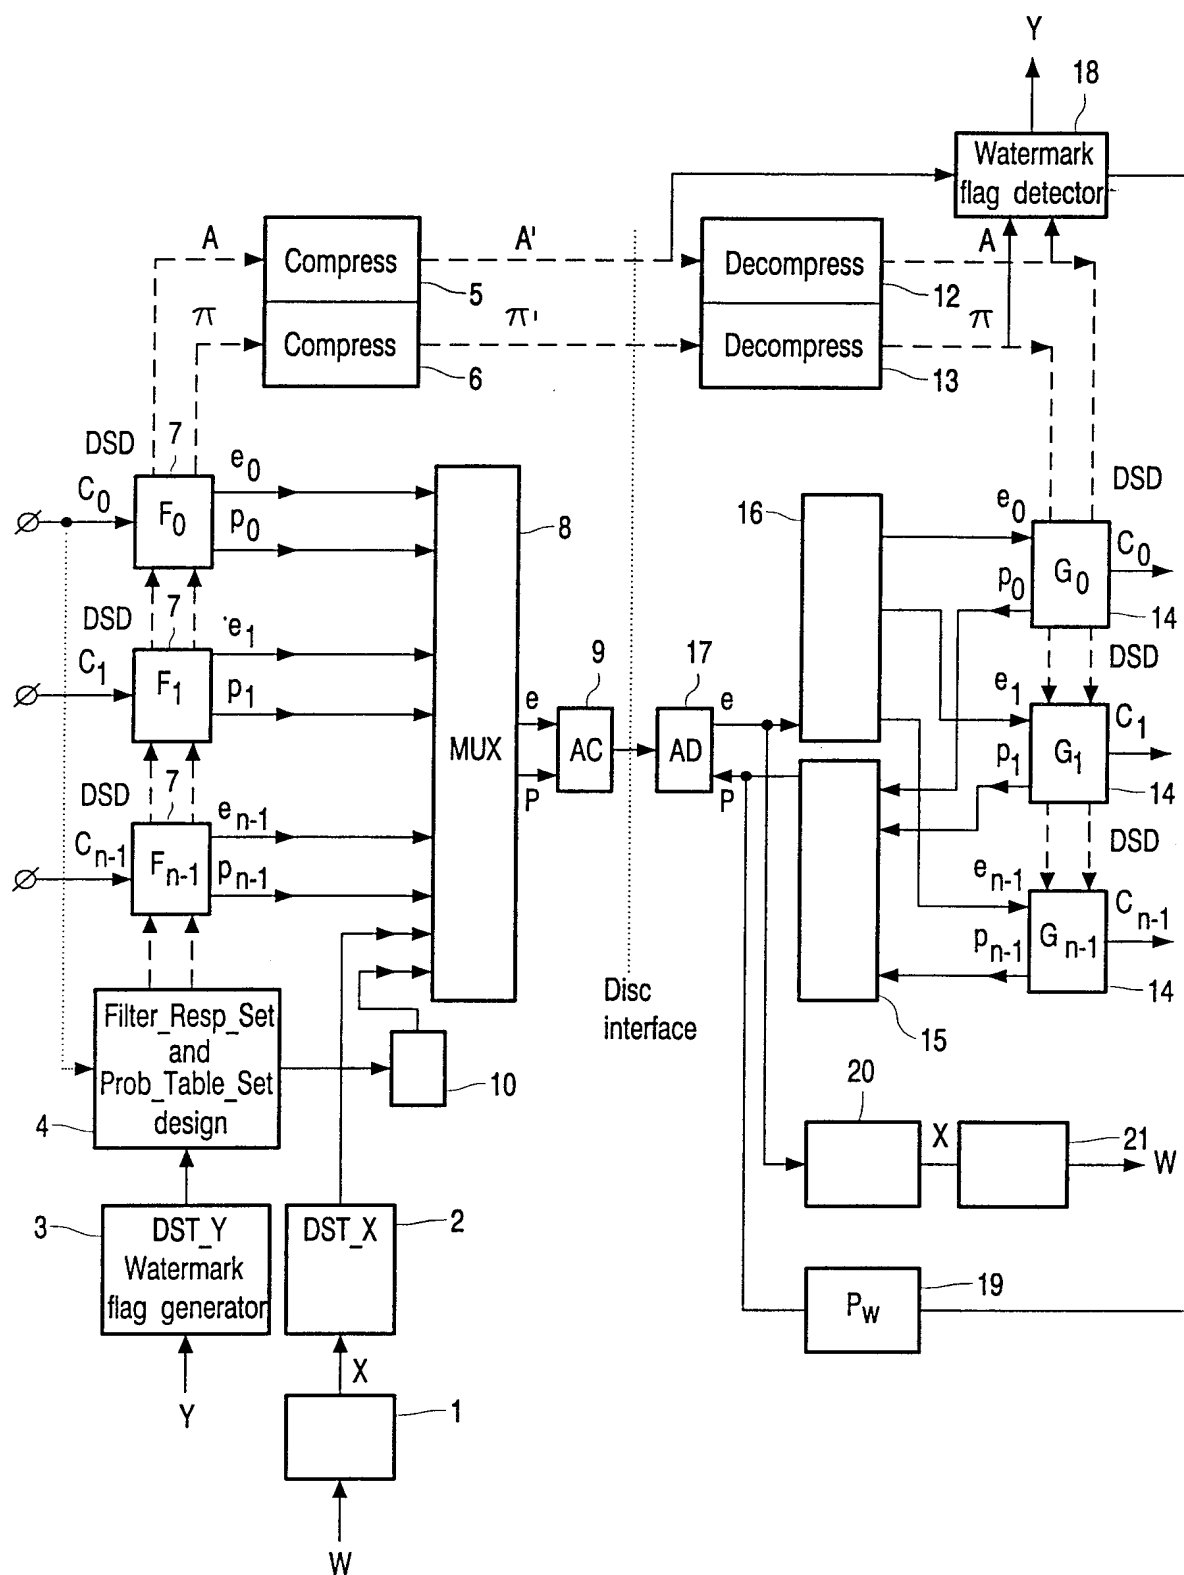 Y
18
Watermark
flag detector
A
Compress
5
A'
Decompress
12
A
π
Compress
6
π'
Decompress
13
π
DSD
7
C0
F0
e0
p0
8
16
e0
p0
DSD
G0
C0
14
DSD
7
C1
F1
e1
p1
MUX
9
17
e
e
AC
AD
P
P
DSD
e1
p1
G1
C1
14
DSD
7
Cn-1
Fn-1
en-1
pn-1
DSD
en-1
pn-1
Gn-1
Cn-1
14
Disc
interface
15
Filter_Resp_Set
and
Prob_Table_Set
design
4
10
20
X
21
W
3
DST_Y
Watermark
flag generator
DST_X
2
Pw
19
Y
X
1
W